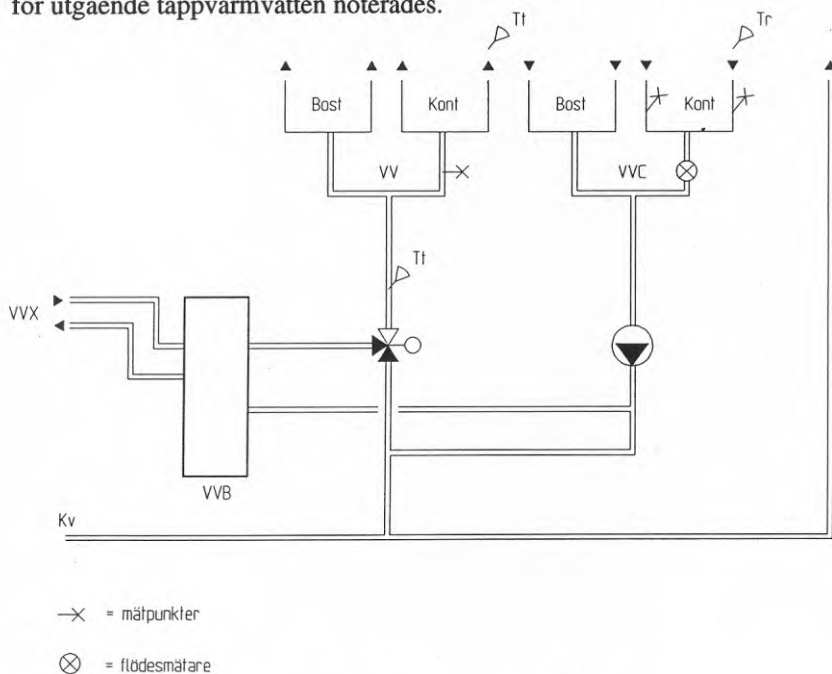 för utgående tappvarmvatten noterades.
Tt
Tr
Bost
Kont
Bost
Kont
VV
VVC
Tt
VVX
VVB
Kv
= mätpunkter
= flödesmätare